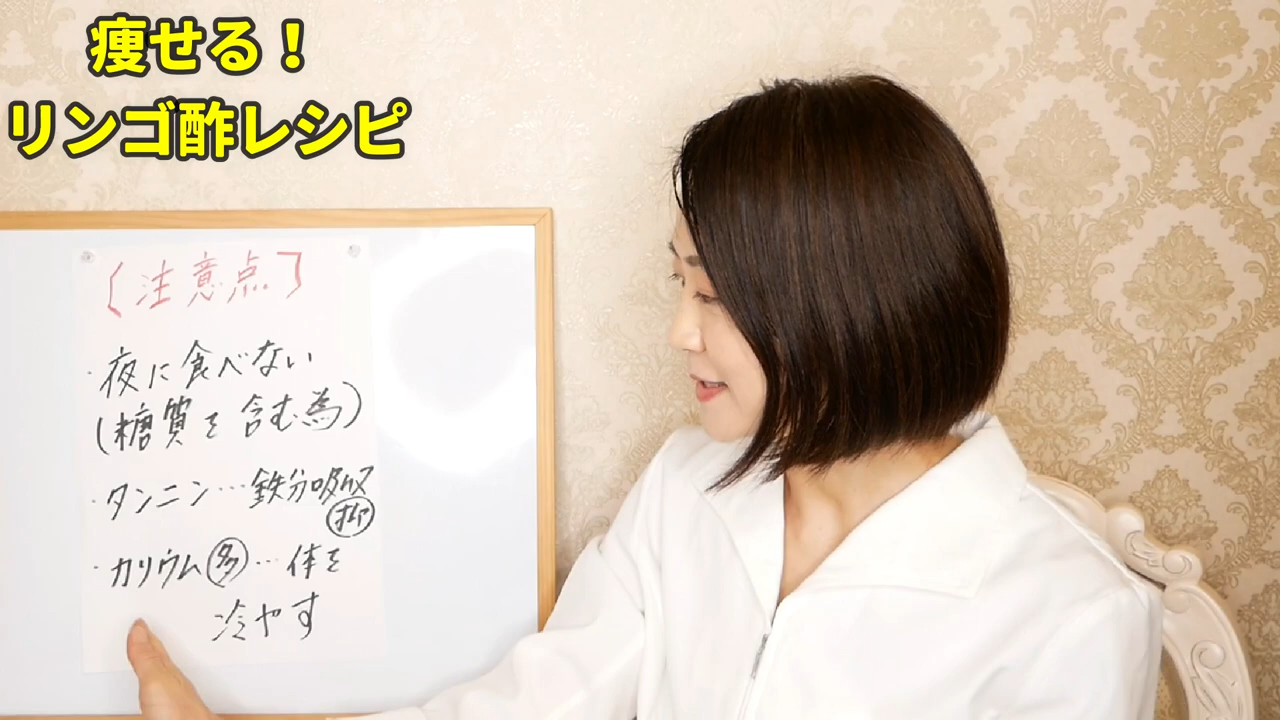 痩せる！
リンゴ酢レシピ
〔注意点〕
・夜に食べない
(糖質を含む為)
・タンニン…鉄分吸収
抑
・カリウム多…体を
冷やす